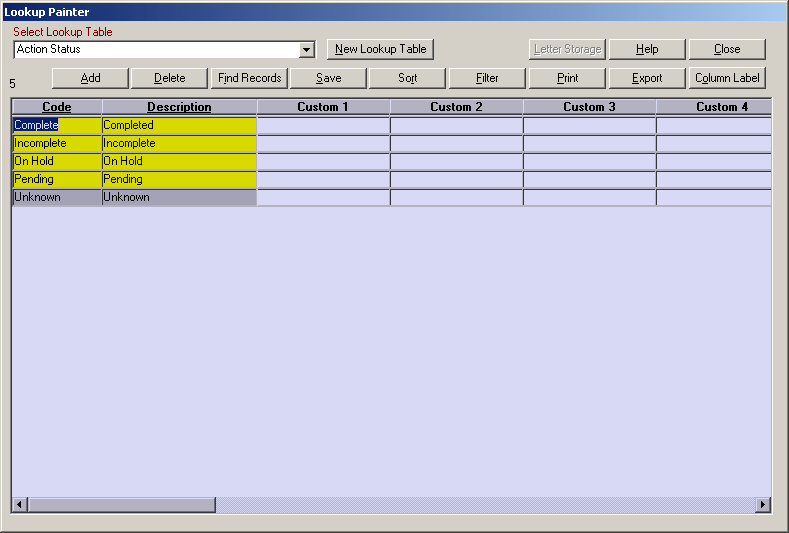 Lookup Painter
Select Lookup Table
Action Status
New Lookup Table
Letter Storage
Help
Close
5
Add
Delete
Find Records
Save
Sort
Filter
Print
Export
Column Label
Code Description Custom 1 Custom 2 Custom 3 Custom 4
Complete Completed
Incomplete Incomplete
On Hold On Hold
Pending Pending
Unknown Unknown